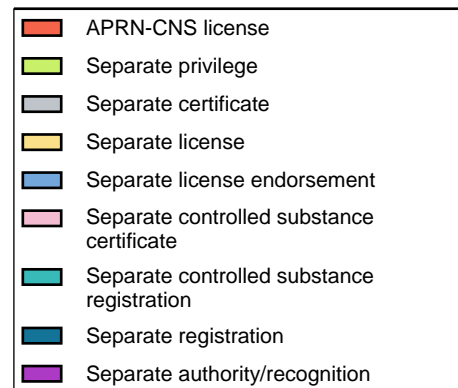 APRN-CNS license
Separate privilege
Separate certificate
Separate license
Separate license endorsement
Separate controlled substance
certificate
Separate controlled substance
registration
Separate registration
Separate authority/recognition